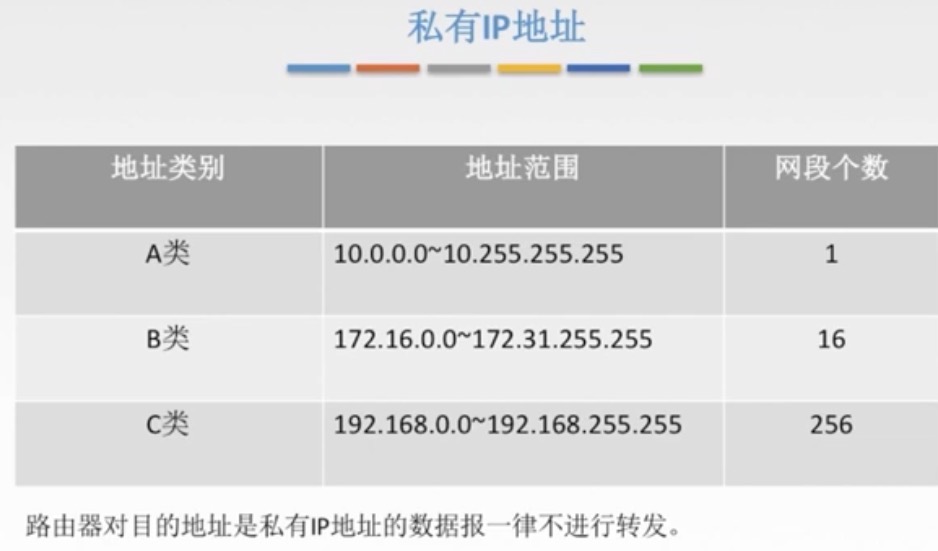 私有IP地址
地址类别 地址范围 网段个数
A类 10.0.0.0~10.255.255.255 1
B类 172.16.0.0~172.31.255.255 16
C类 192.168.0.0~192.168.255.255 256
路由器对目的地址是私有IP地址的数据报一律不进行转发。